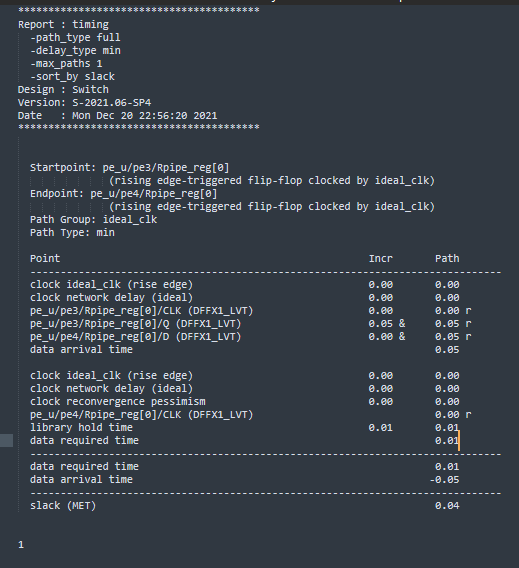 ****************************************
Report : timing
-path_type full
-delay_type min
-max_paths 1
-sort_by slack
Design : Switch
Version: S-2021.06-SP4
Date : Mon Dec 20 22:56:20 2021
****************************************
Startpoint: pe_u/pe3/Rpipe_reg[0]
(rising edge-triggered flip-flop clocked by ideal_clk)
Endpoint: pe_u/pe4/Rpipe_reg[0]
(rising edge-triggered flip-flop clocked by ideal_clk)
Path Group: ideal_clk
Path Type: min
Point Incr Path
------------------------------------------------------------------------------
clock ideal_clk (rise edge) 0.00 0.00
clock network delay (ideal) 0.00 0.00
pe_u/pe3/Rpipe_reg[0]/CLK (DFFX1_LVT) 0.00 0.00 r
pe_u/pe3/Rpipe_reg[0]/Q (DFFX1_LVT) 0.05 & 0.05 r
pe_u/pe4/Rpipe_reg[0]/D (DFFX1_LVT) 0.00 & 0.05 r
data arrival time 0.05
clock ideal_clk (rise edge) 0.00 0.00
clock network delay (ideal) 0.00 0.00
clock reconvergence pessimism 0.00 0.00
pe_u/pe4/Rpipe_reg[0]/CLK (DFFX1_LVT) 0.00 r
library hold time 0.01 0.01
data required time 0.01
------------------------------------------------------------------------------
data required time 0.01
data arrival time -0.05
------------------------------------------------------------------------------
slack (MET) 0.04
1